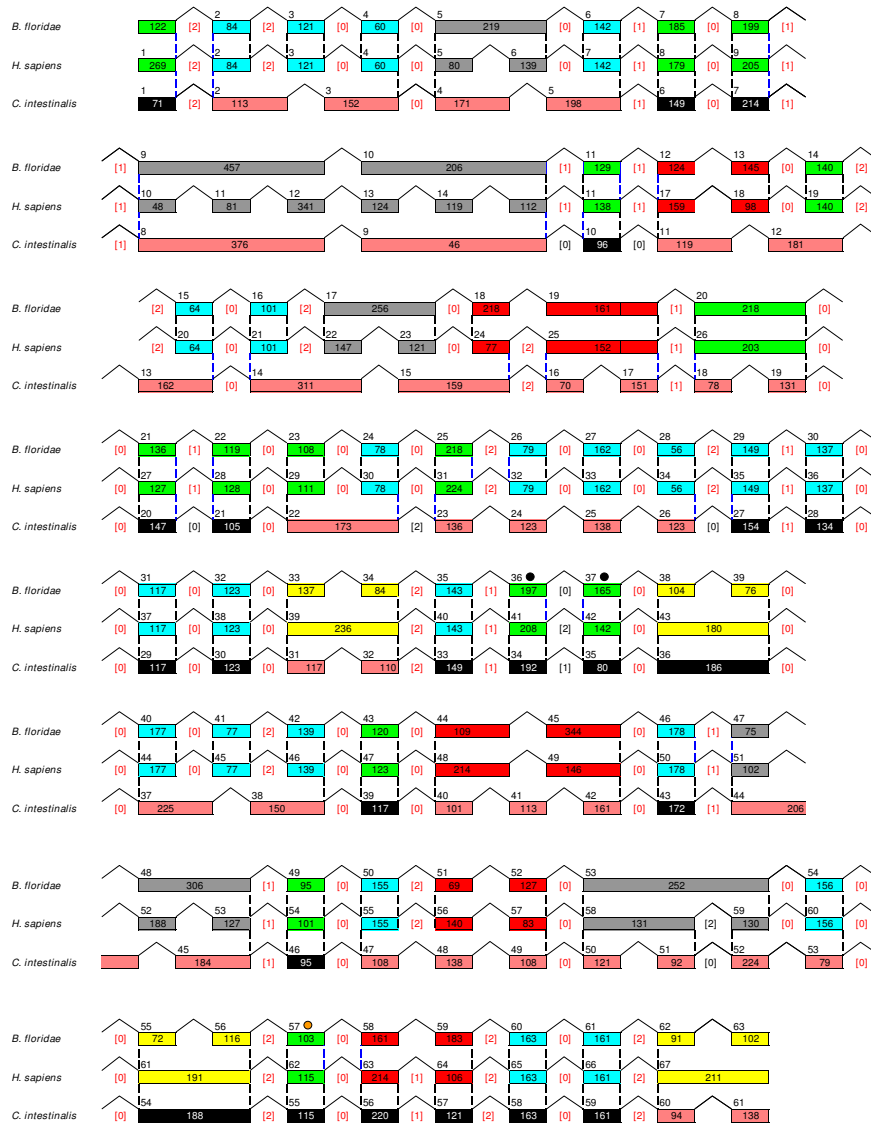 2 3 4 5 6 7 8
B. floridae 122 [2] 84 [2] 121 [0] 60 [0] 219 [0] 142 [1] 185 [0] 199 [1]
1 2 3 4 5 6 7 8 9
H. sapiens 269 [2] 84 [2] 121 [0] 60 [0] 80 139 [0] 142 [1] 179 [0] 205 [1]
1 2 3 4 5 6 7
C. intestinalis 71 [2] 113 152 [0] 171 198 [1] 149 [0] 214 [1]
9 10 11 12 13 14
B. floridae [1] 457 206 [1] 129 [1] 124 145 [0] 140 [2]
10 11 12 13 14 11 17 18 19
H. sapiens [1] 48 81 341 124 119 112 [1] 138 [1] 159 98 [0] 140 [2]
8 9 10 11 12
C. intestinalis [1] 376 46 [0] 96 [0] 119 181
15 16 17 18 19 20
B. floridae [2] 64 [0] 101 [2] 256 [0] 218 161 [1] 218 [0]
20 21 22 23 24 25 26
H. sapiens [2] 64 [0] 101 [2] 147 121 [0] 77 [2] 152 [1] 203 [0]
13 14 15 16 17 18 19
C. intestinalis 162 [0] 311 159 [2] 70 151 [1] 78 131 [0]
21 22 23 24 25 26 27 28 29 30
B. floridae [0] 136 [1] 119 [0] 108 [0] 78 [0] 218 [2] 79 [0] 162 [0] 56 [2] 149 [1] 137 [0]
27 28 29 30 31 32 33 34 35 36
H. sapiens [0] 127 [1] 128 [0] 111 [0] 78 [0] 224 [2] 79 [0] 162 [0] 56 [2] 149 [1] 137 [0]
20 21 22 23 24 25 26 27 28
C. intestinalis [0] 147 [0] 105 [0] 173 [2] 136 123 138 123 [0] 154 [1] 134 [0]
31 32 33 34 35 36 37 38 39
B. floridae [0] 117 [0] 123 [0] 137 84 [2] 143 [1] 197 [0] 165 [0] 104 76 [0]
37 38 39 40 41 42 43
H. sapiens [0] 117 [0] 123 [0] 236 [2] 143 [1] 208 [2] 142 [0] 180 [0]
29 30 31 32 33 34 35 36
C. intestinalis [0] 117 [0] 123 [0] 117 110 [2] 149 [1] 192 [1] 80 [0] 186 [0]
40 41 42 43 44 45 46 47
B. floridae [0] 177 [0] 77 [2] 139 [0] 120 [0] 109 344 [0] 178 [1] 75
44 45 46 47 48 49 50 51
H. sapiens [0] 177 [0] 77 [2] 139 [0] 123 [0] 214 146 [0] 178 [1] 102
37 38 39 40 41 42 43 44
C. intestinalis [0] 225 150 [0] 117 [0] 101 113 161 [0] 172 [1] 206
48 49 50 51 52 53 54
B. floridae 306 [1] 95 [0] 155 [2] 69 127 [0] 252 [0] 156 [0]
52 53 54 55 56 57 58 59 60
H. sapiens 188 127 [1] 101 [0] 155 [2] 140 83 [0] 131 [2] 130 [0] 156 [0]
45 46 47 48 49 50 51 52 53
C. intestinalis 184 [1] 95 [0] 108 138 108 [0] 121 92 [0] 224 79 [0]
55 56 57 58 59 60 61 62 63
B. floridae [0] 72 116 [2] 103 [0] 161 183 [2] 163 [0] 161 [2] 91 102
61 62 63 64 65 66 67
H. sapiens [0] 191 [2] 115 [0] 214 [1] 106 [2] 163 [0] 161 [2] 211
54 55 56 57 58 59 60 61
C. intestinalis [0] 188 [2] 115 [0] 220 [1] 121 [2] 163 [0] 161 [2] 94 138